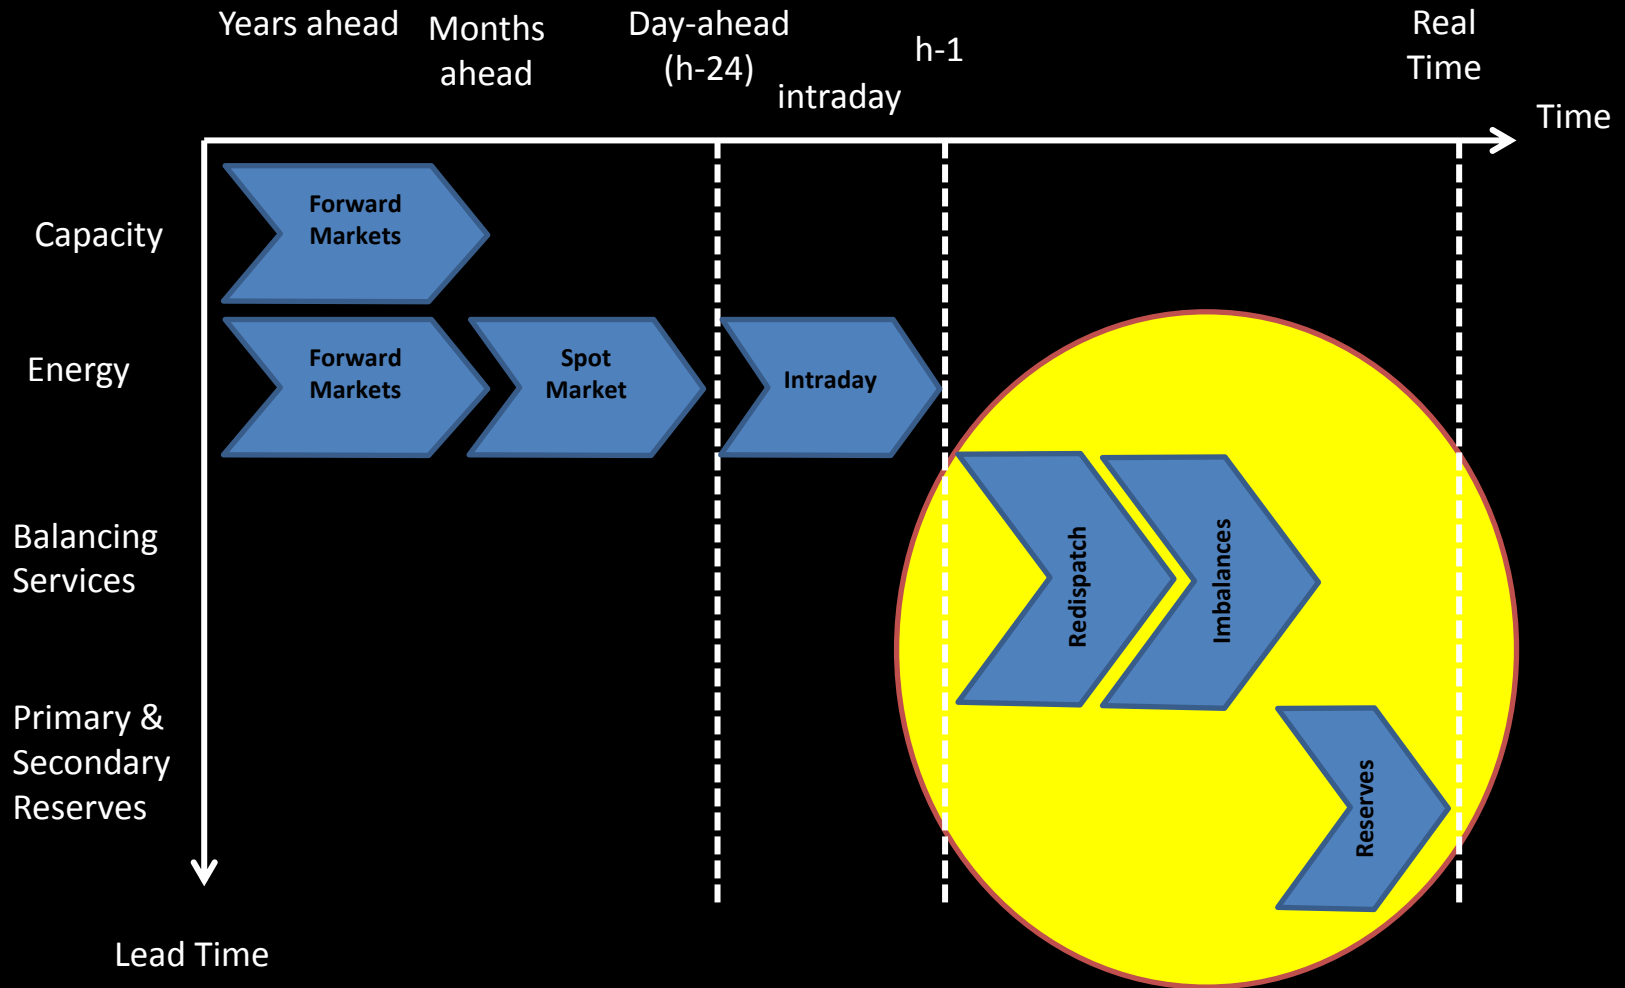 Years ahead
Months
ahead
Day-ahead
(h-24)
intraday
h-1
Real
Time
Time
Capacity
Forward
Markets
Energy
Forward
Markets
Spot
Market
Intraday
Balancing
Services
Redispatch
Imbalances
Primary &
Secondary
Reserves
Reserves
Lead Time